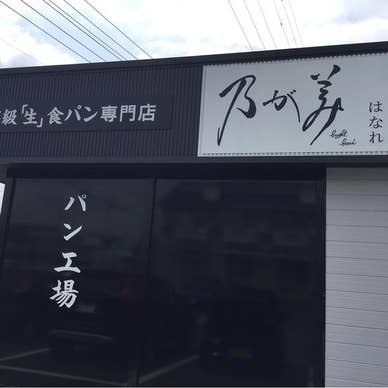 級「生」食パン専門店
乃が美
はなれ
パン工場